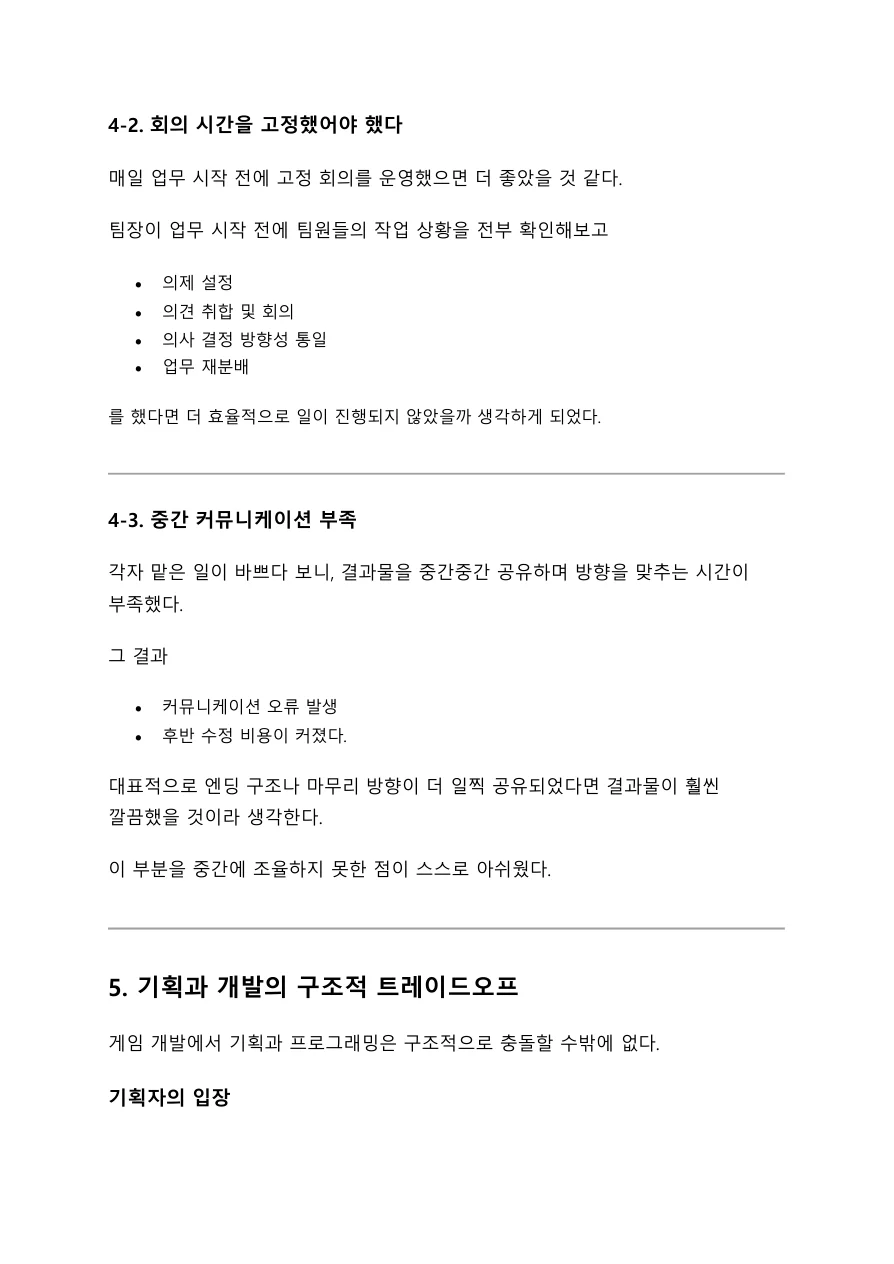 4-2. 회의 시간을 고정했어야 했다
매일 업무 시작 전에 고정 회의를 운영했으면 더 좋았을 것 같다.
팀장이 업무 시작 전에 팀원들의 작업 상황을 전부 확인해보고
• 의제 설정
• 의견 취합 및 회의
• 의사 결정 방향성 통일
• 업무 재분배
를 했다면 더 효율적으로 일이 진행되지 않았을까 생각하게 되었다.
4-3. 중간 커뮤니케이션 부족
각자 맡은 일이 바쁘다 보니, 결과물을 중간중간 공유하며 방향을 맞추는 시간이
부족했다.
그 결과
• 커뮤니케이션 오류 발생
• 후반 수정 비용이 커졌다.
대표적으로 엔딩 구조나 마무리 방향이 더 일찍 공유되었다면 결과물이 훨씬
깔끔했을 것이라 생각한다.
이 부분을 중간에 조율하지 못한 점이 스스로 아쉬웠다.
5. 기획과 개발의 구조적 트레이드오프
게임 개발에서 기획과 프로그래밍은 구조적으로 충돌할 수밖에 없다.
기획자의 입장